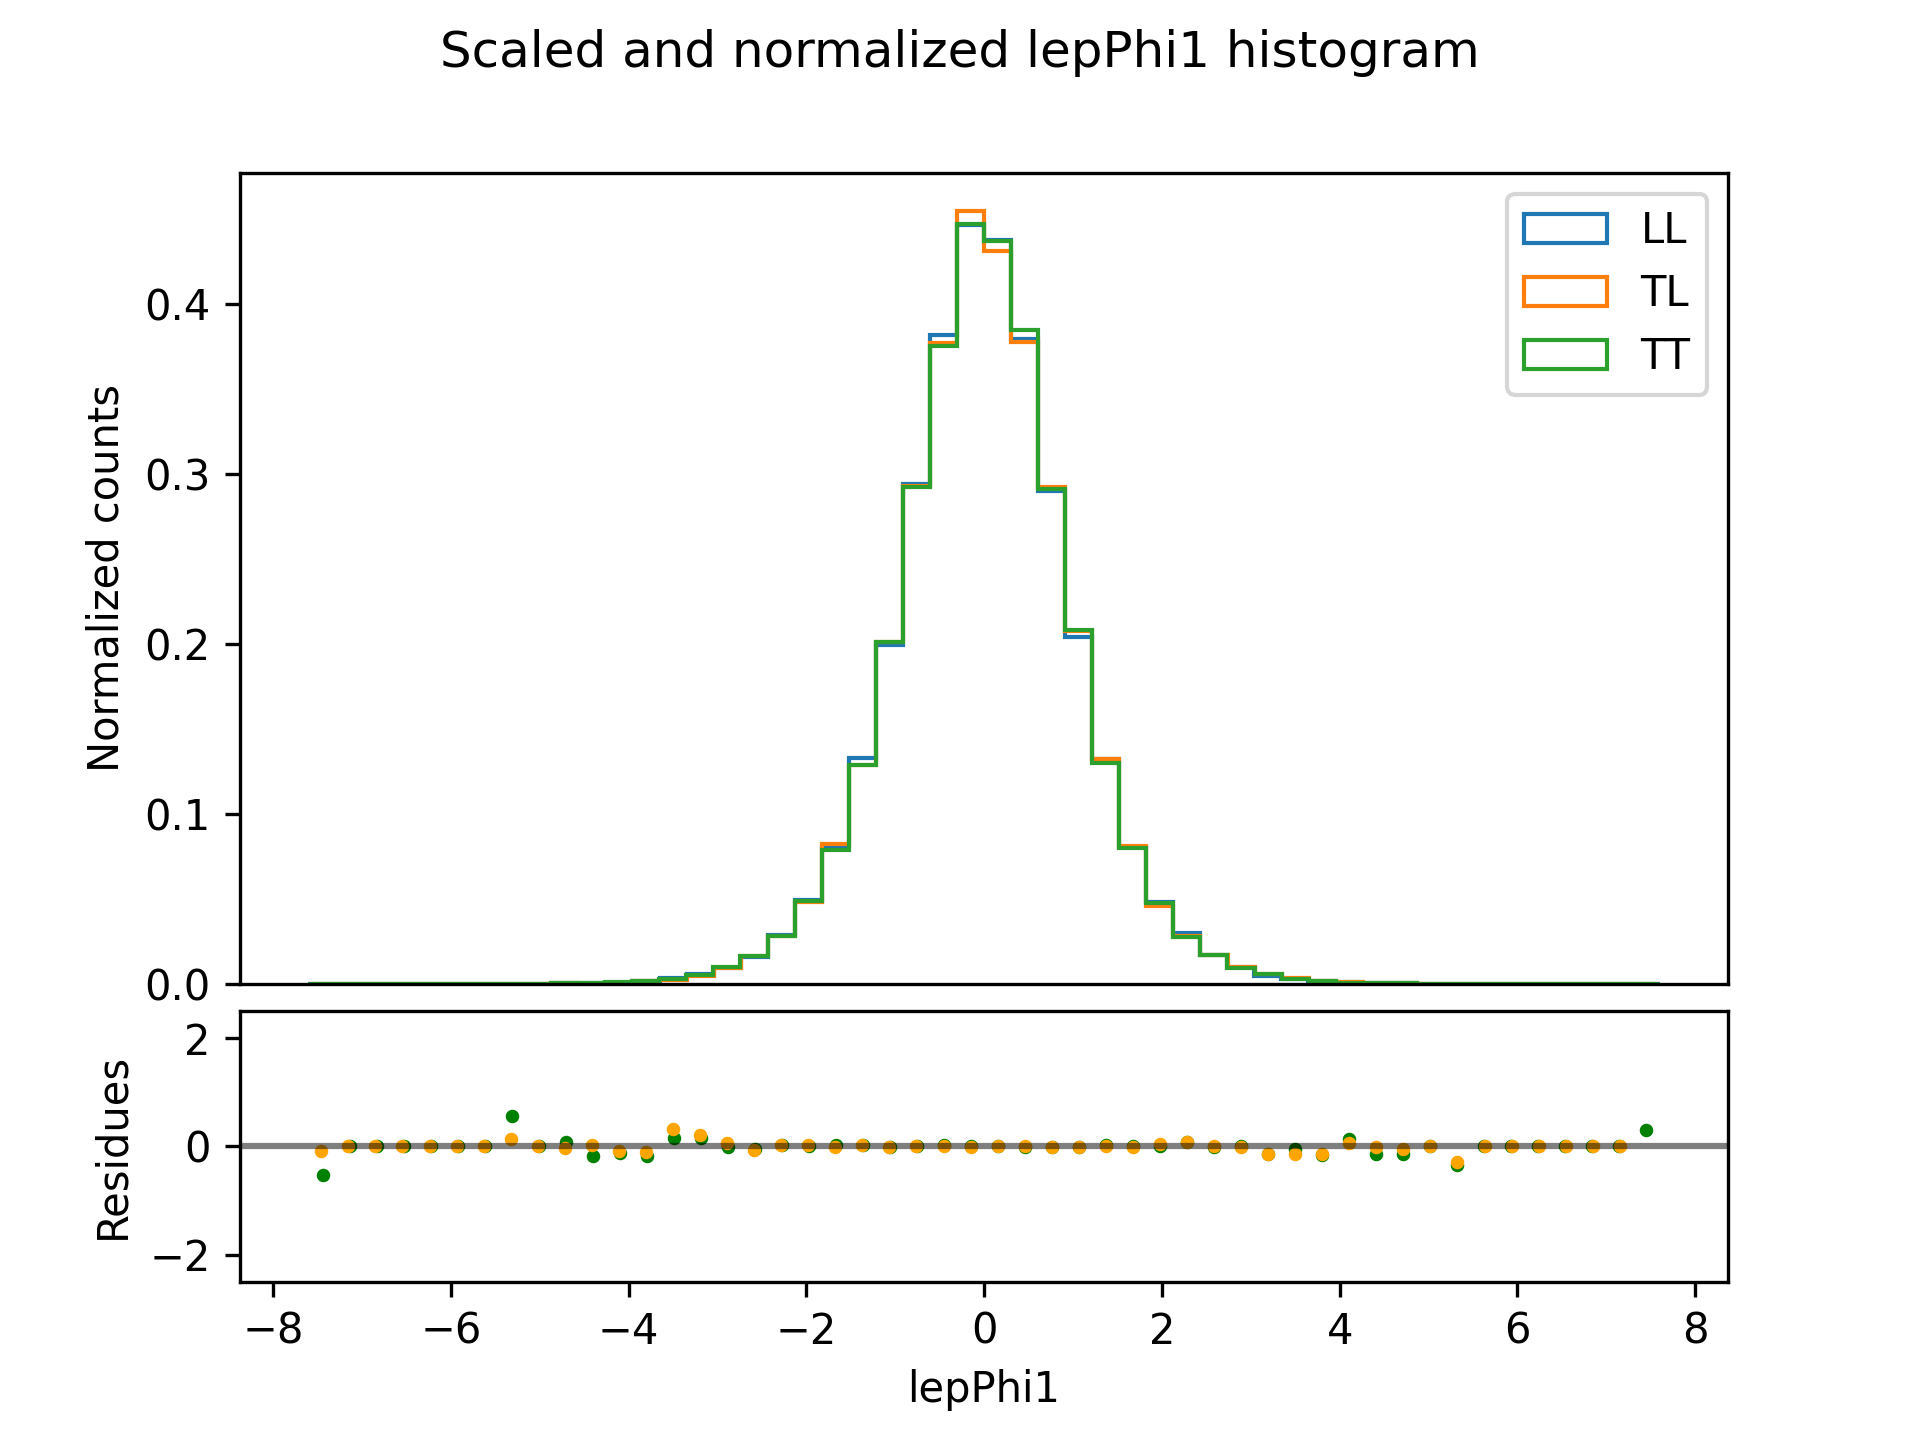 Scaled and normalized lepPhi1 histogram
LL
TL
TT
Normalized counts
0.4
0.3
0.2
0.1
0.0
Residues
2
0
−2
−8 −6 −4 −2 0 2 4 6 8
lepPhi1